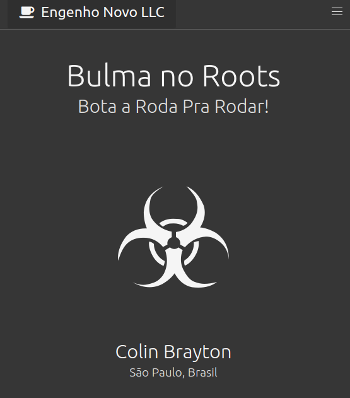 Engenho Novo LLC
Bulma no Roots
Bota a Roda Pra Rodar!
Colin Brayton
São Paulo, Brasil